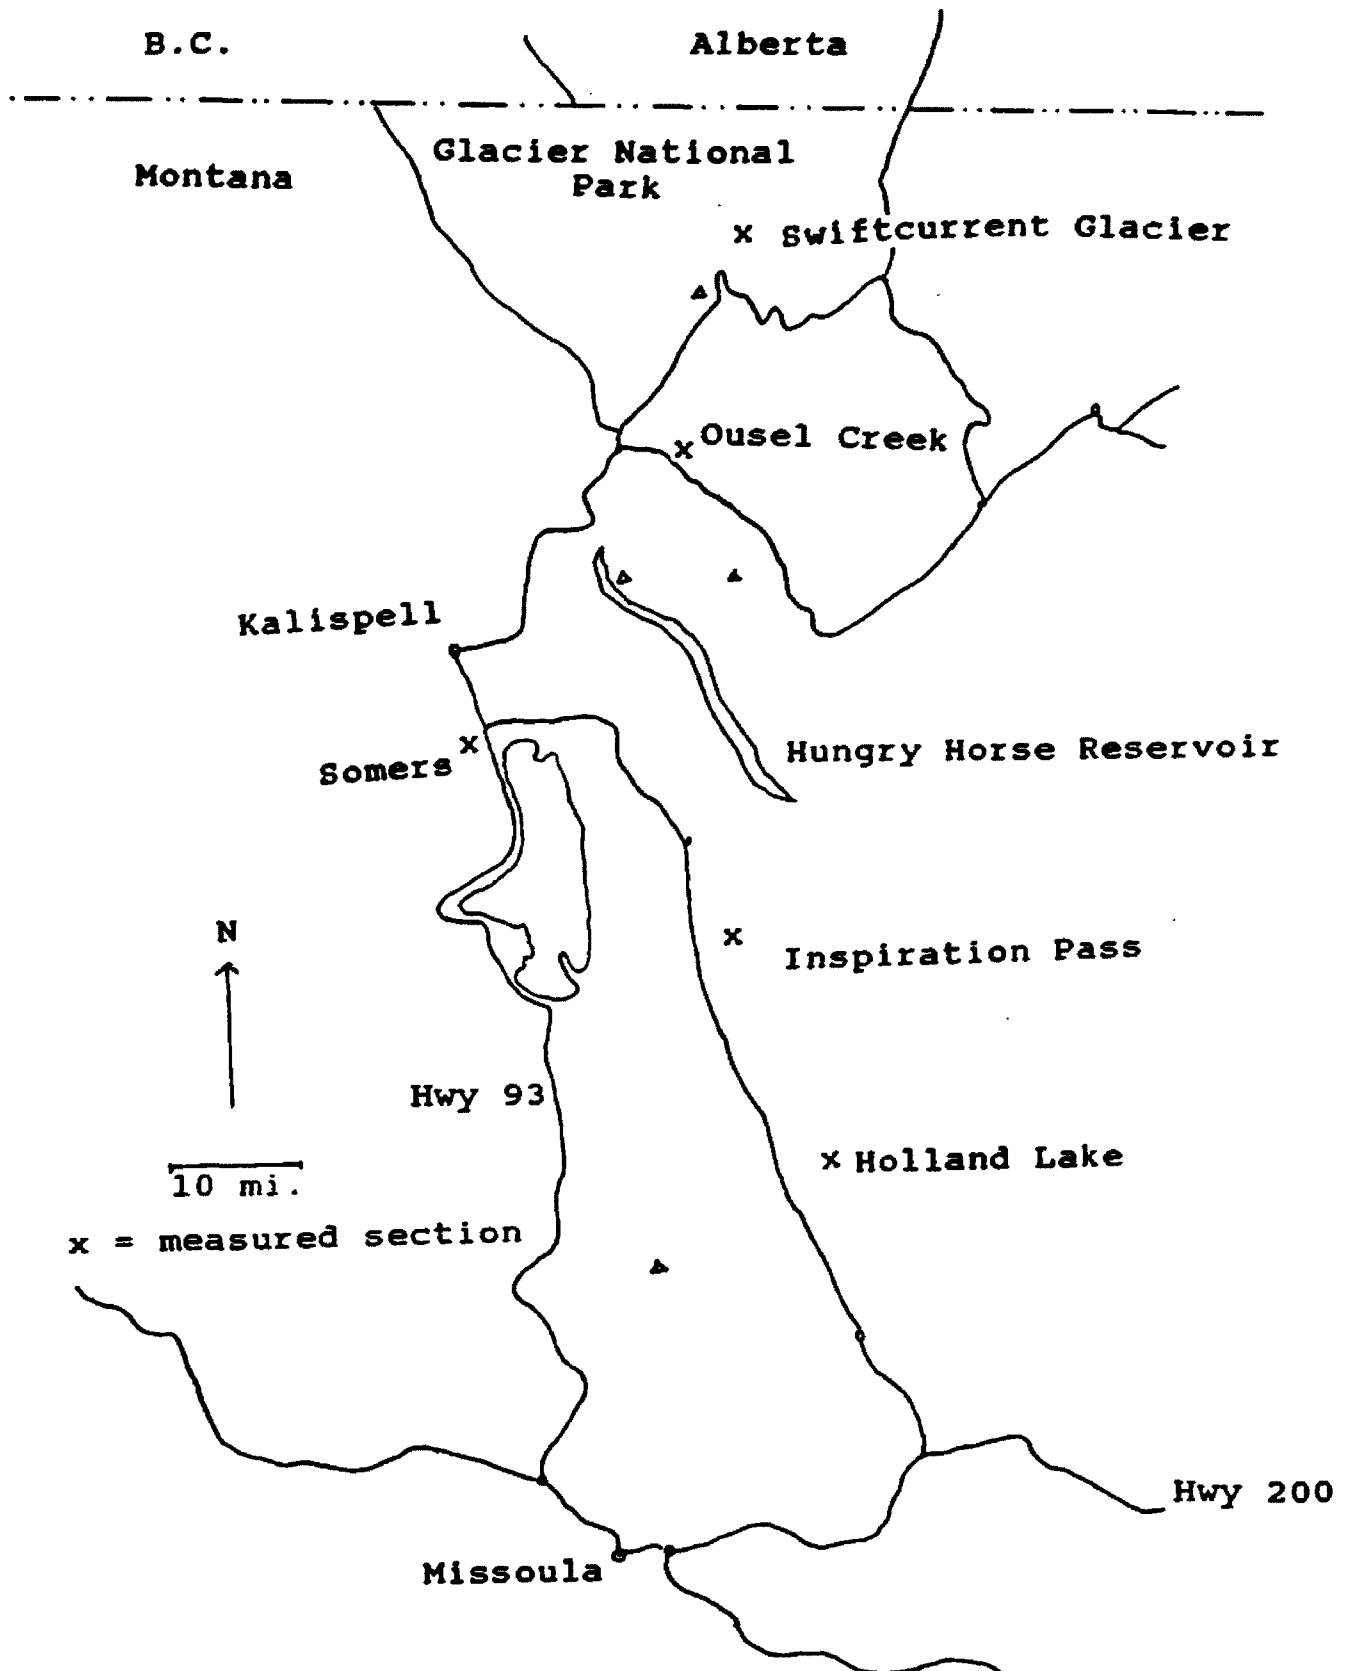 B.C.
Alberta
Glacier National
Park
Montana
x Swiftcurrent Glacier
x Ousel Creek
Kalispell
x
Somers
Hungry Horse Reservoir
N
x
Inspiration Pass
Hwy 93
x Holland Lake
10 mi.
x = measured section
Hwy 200
Missoula